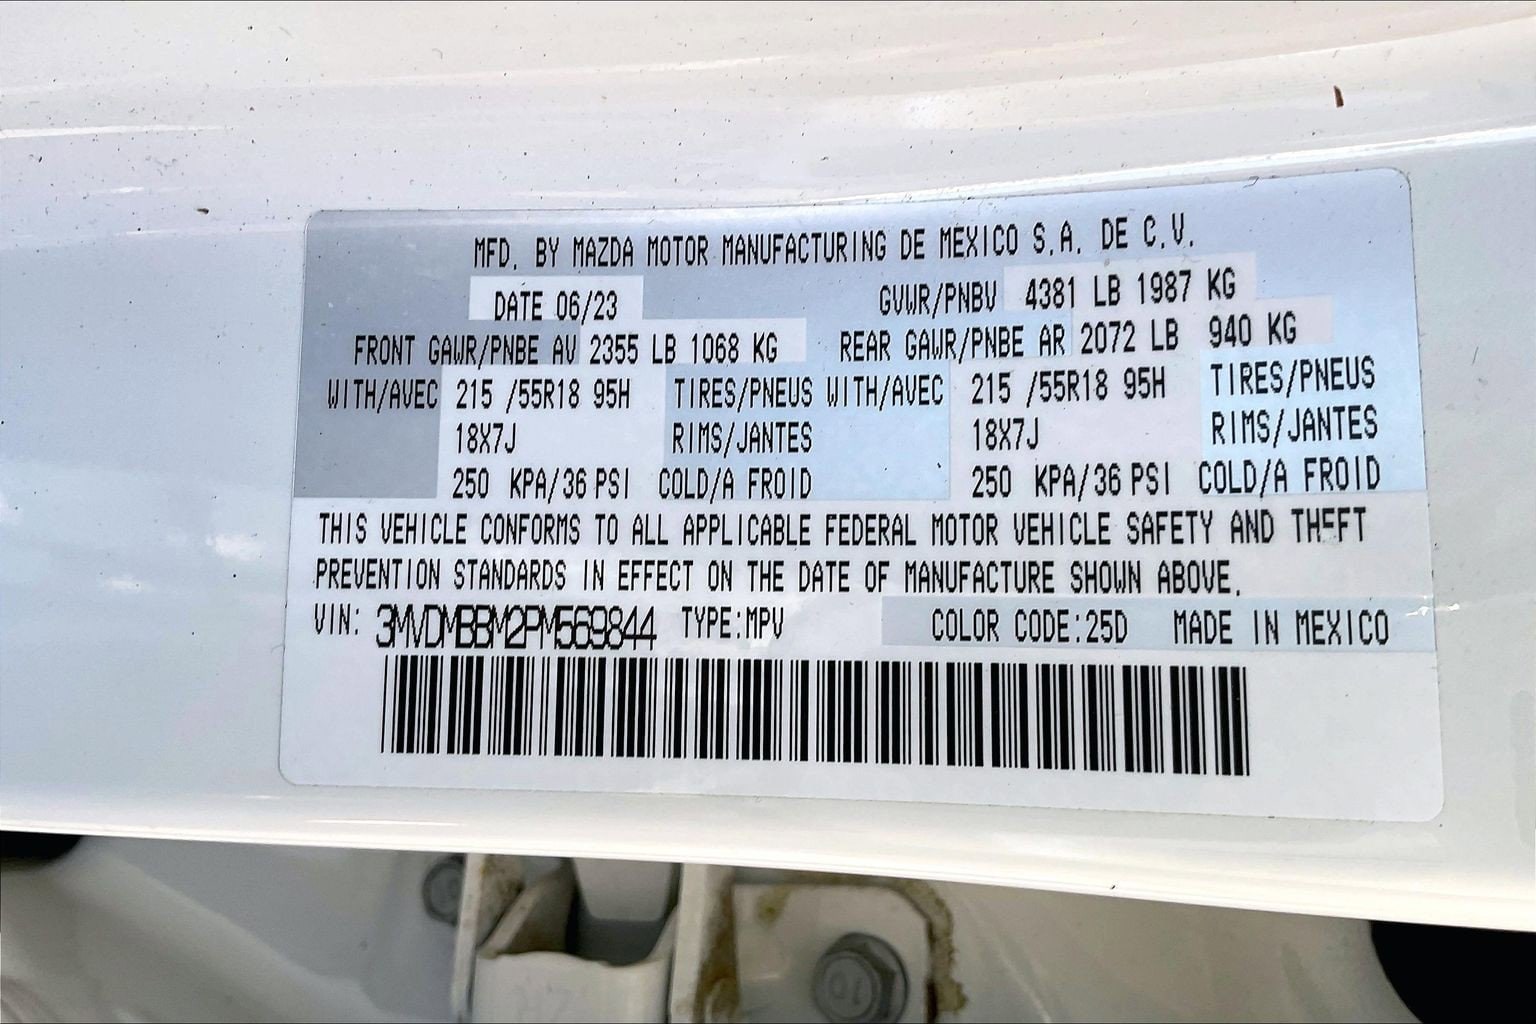 MFD. BY MAZDA MOTOR MANUFACTURING DE MEXICO S.A. DE C.V.
DATE 06/23 GVWR/PNBV 4381 LB 1987 KG
FRONT GAWR/PNBE AV 2355 LB 1068 KG REAR GAWR/PNBE AR 2072 LB 940 KG
WITH/AVEC 215 /55R18 95H TIRES/PNEUS WITH/AVEC 215 /55R18 95H TIRES/PNEUS
18X7J RIMS/JANTES 18X7J RIMS/JANTES
250 KPA/36 PSI COLD/A FROID 250 KPA/36 PSI COLD/A FROID
THIS VEHICLE CONFORMS TO ALL APPLICABLE FEDERAL MOTOR VEHICLE SAFETY AND THEFT
PREVENTION STANDARDS IN EFFECT ON THE DATE OF MANUFACTURE SHOWN ABOVE.
VIN: 3MVDMBBM2PM569844 TYPE:MPV COLOR CODE:25D MADE IN MEXICO
10